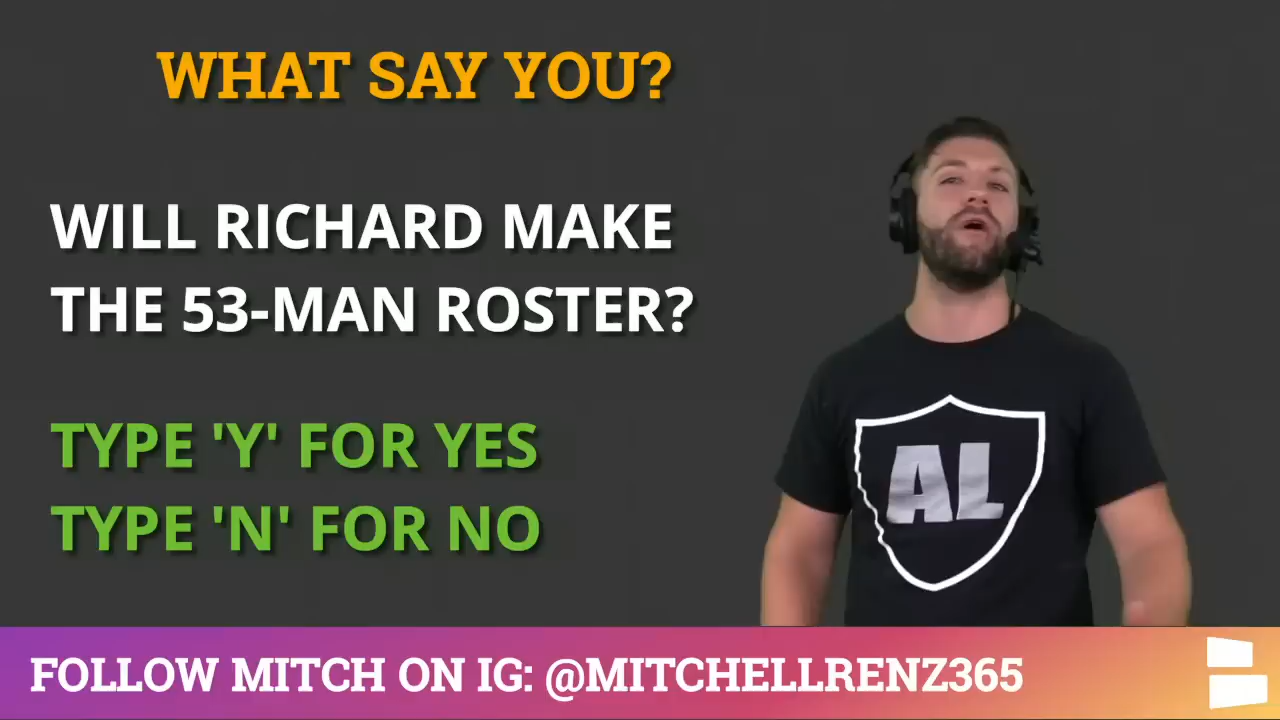 WHAT SAY YOU?
WILL RICHARD MAKE
THE 53-MAN ROSTER?
TYPE 'Y' FOR YES
TYPE 'N' FOR NO
AL
FOLLOW MITCH ON IG: @MITCHELLRENZ365